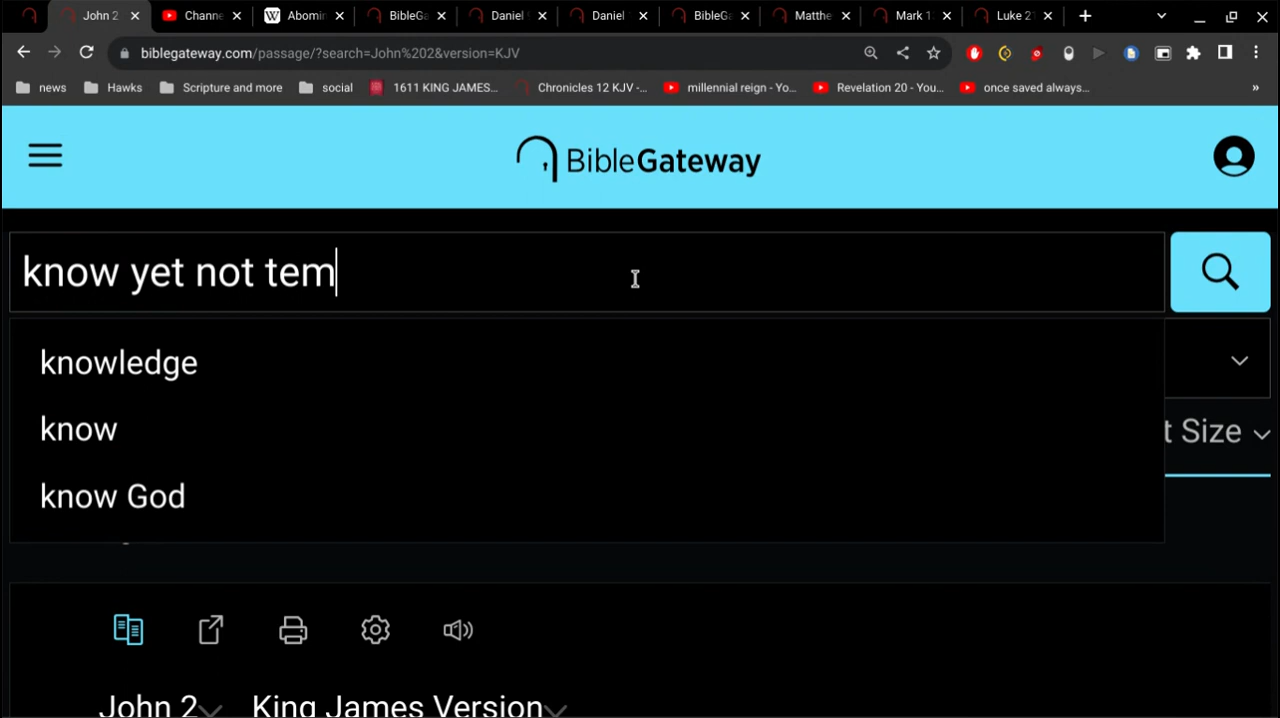 John 2
Channe
Abomin
BibleGa
Daniel 9
Daniel
BibleGa
Matthe
Mark 1
Luke 2
biblegateway.com/passage/?search=John%202&version=KJV
news
Hawks
Scripture and more
social
1611 KING JAMES...
Chronicles 12 KJV -...
millennial reign - Yo...
Revelation 20 - You...
once saved always...
»
BibleGateway
know yet not tem
knowledge
know
know God
t Size
John 2
King James Version